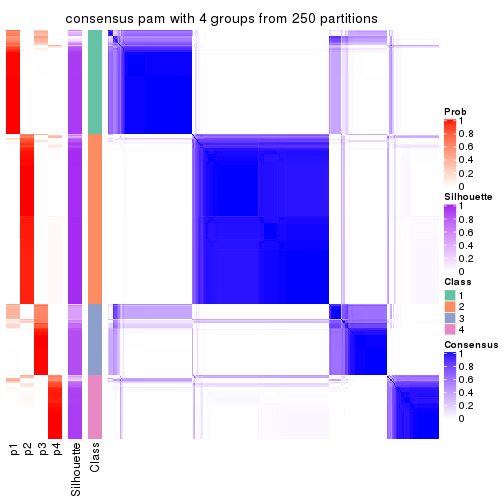 consensus pam with 4 groups from 250 partitions
Prob
1
0.8
0.6
0.4
0.2
0
Silhouette
1
0.8
0.6
0.4
0.2
0
Class
1
2
3
4
Consensus
1
0.8
0.6
0.4
0.2
0
p1
p2
p3
p4
Silhouette
Class